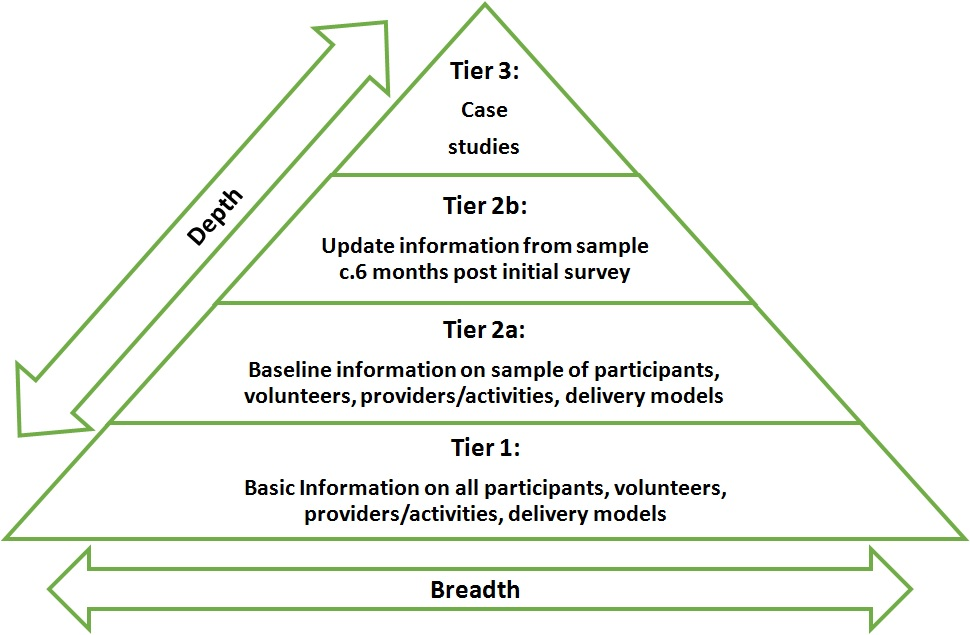 Tier 3:
Case
studies
Depth
Tier 2b:
Update information from sample
c.6 months post initial survey
Tier 2a:
Baseline information on sample of participants,
volunteers, providers/activities, delivery models
Tier 1:
Basic Information on all participants, volunteers,
providers/activities, delivery models
Breadth